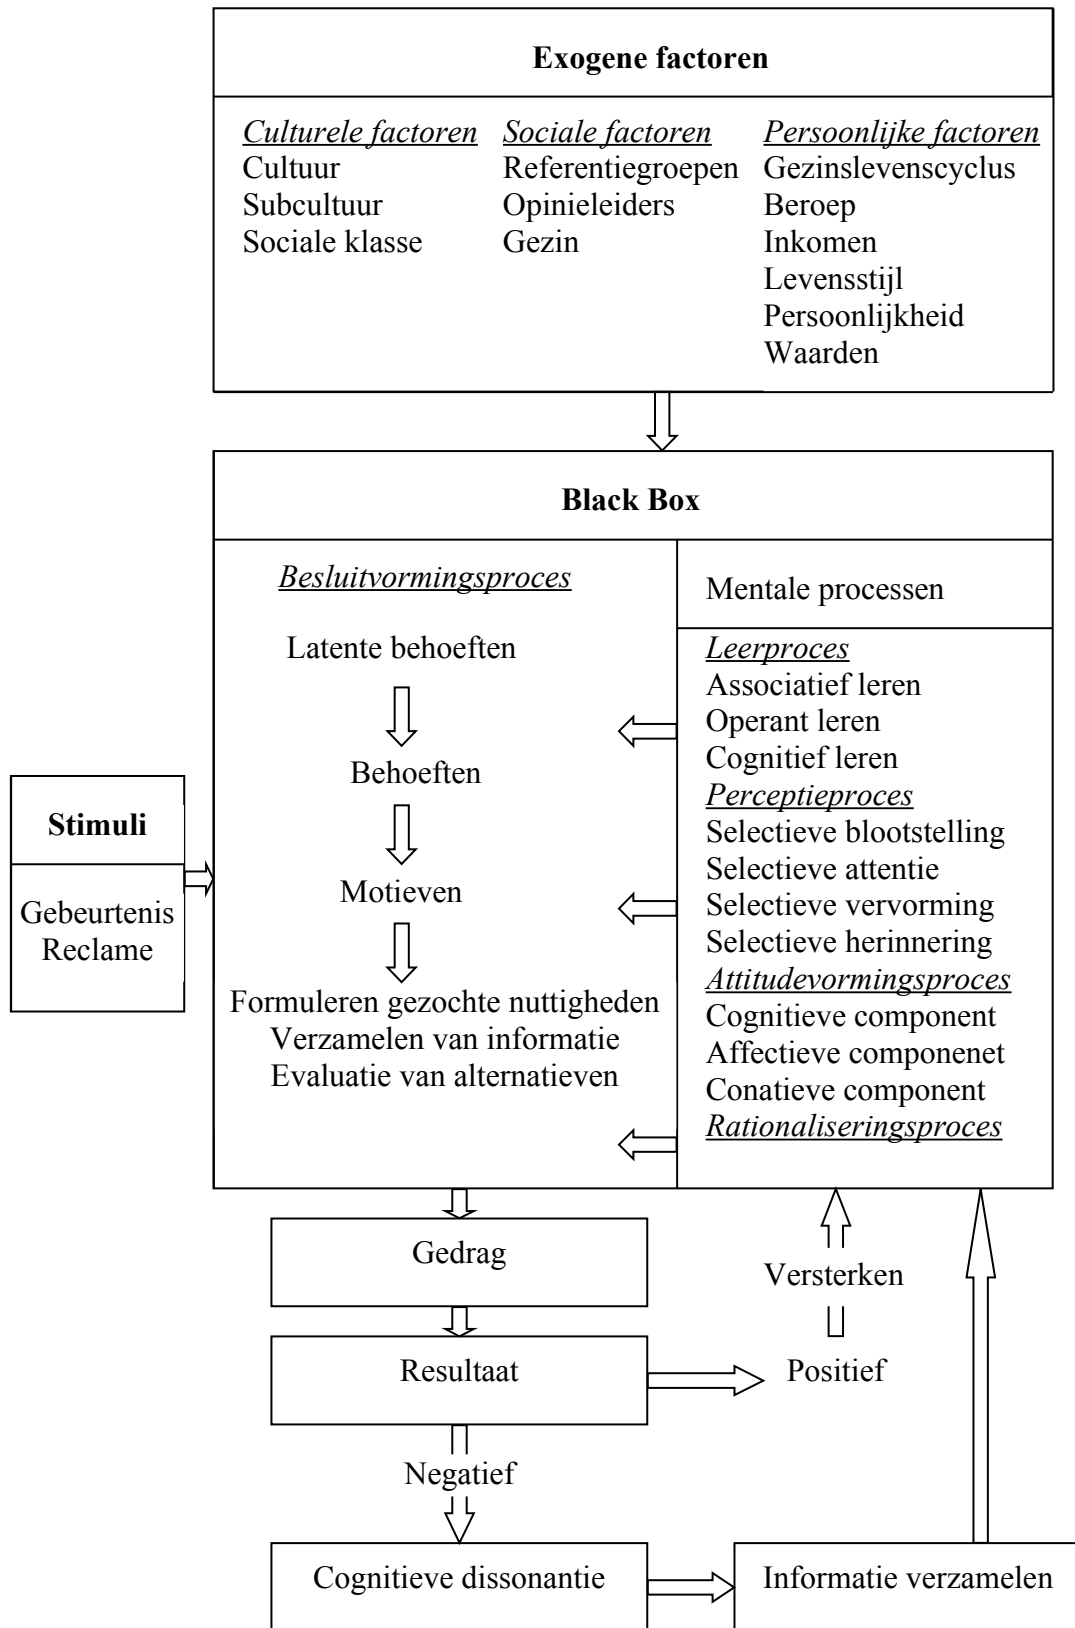 Exogene factoren
Culturele factoren
Cultuur
Subcultuur
Sociale klasse
Sociale factoren
Referentiegroepen
Opinieleiders
Gezin
Persoonlijke factoren
Gezinslevenscyclus
Beroep
Inkomen
Levensstijl
Persoonlijkheid
Waarden
Black Box
Besluitvormingsproces
Latente behoeften
Behoeften
Motieven
Formuleren gezochte nuttigheden
Verzamelen van informatie
Evaluatie van alternatieven
Mentale processen
Leerproces
Associatief leren
Operant leren
Cognitief leren
Perceptieproces
Selectieve blootstelling
Selectieve attentie
Selectieve vervorming
Selectieve herinnering
Attitudevormingsproces
Cognitieve component
Affectieve componenet
Conatieve component
Rationaliseringsproces
Stimuli
Gebeurtenis
Reclame
Gedrag
Versterken
Resultaat
Positief
Negatief
Cognitieve dissonantie
Informatie verzamelen